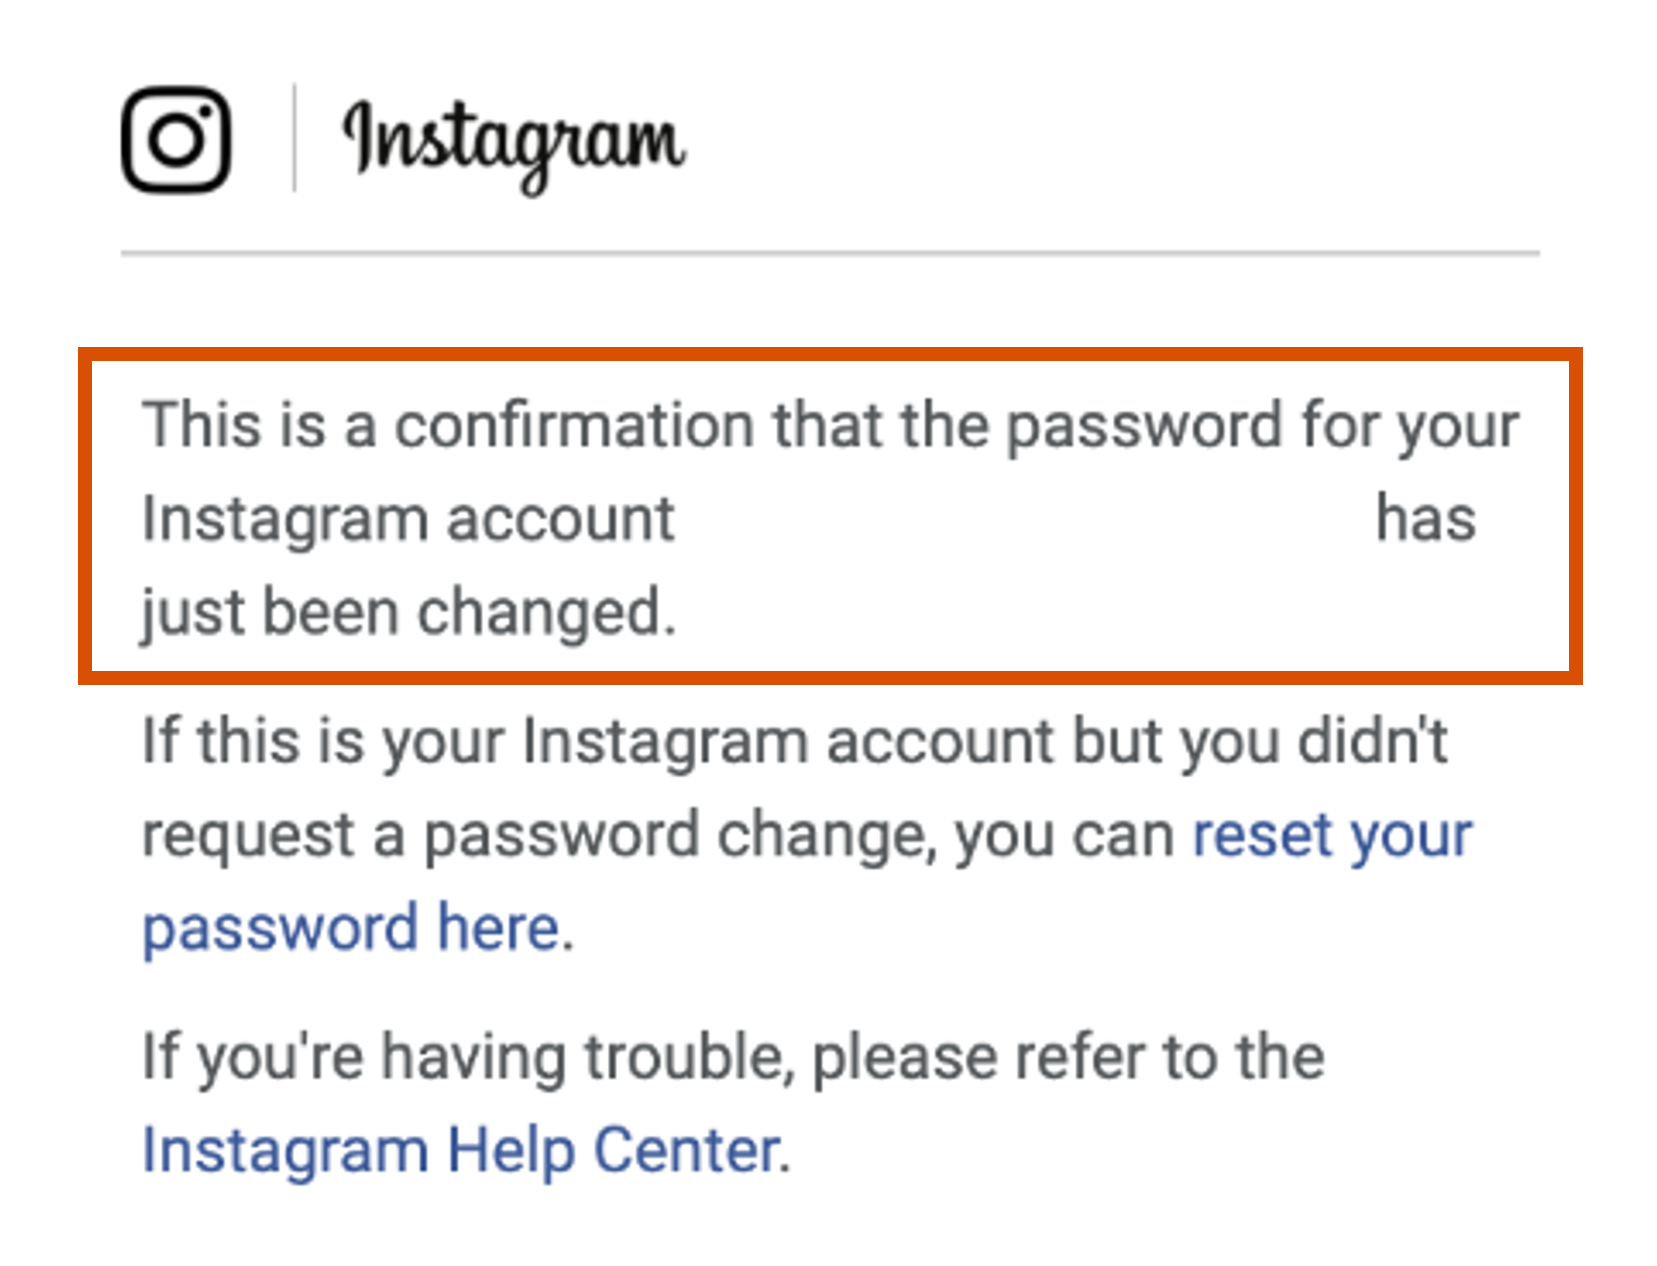 Instagram
This is a confirmation that the password for your
Instagram account has
just been changed.
If this is your Instagram account but you didn't
request a password change, you can reset your
password here.
If you're having trouble, please refer to the
Instagram Help Center.